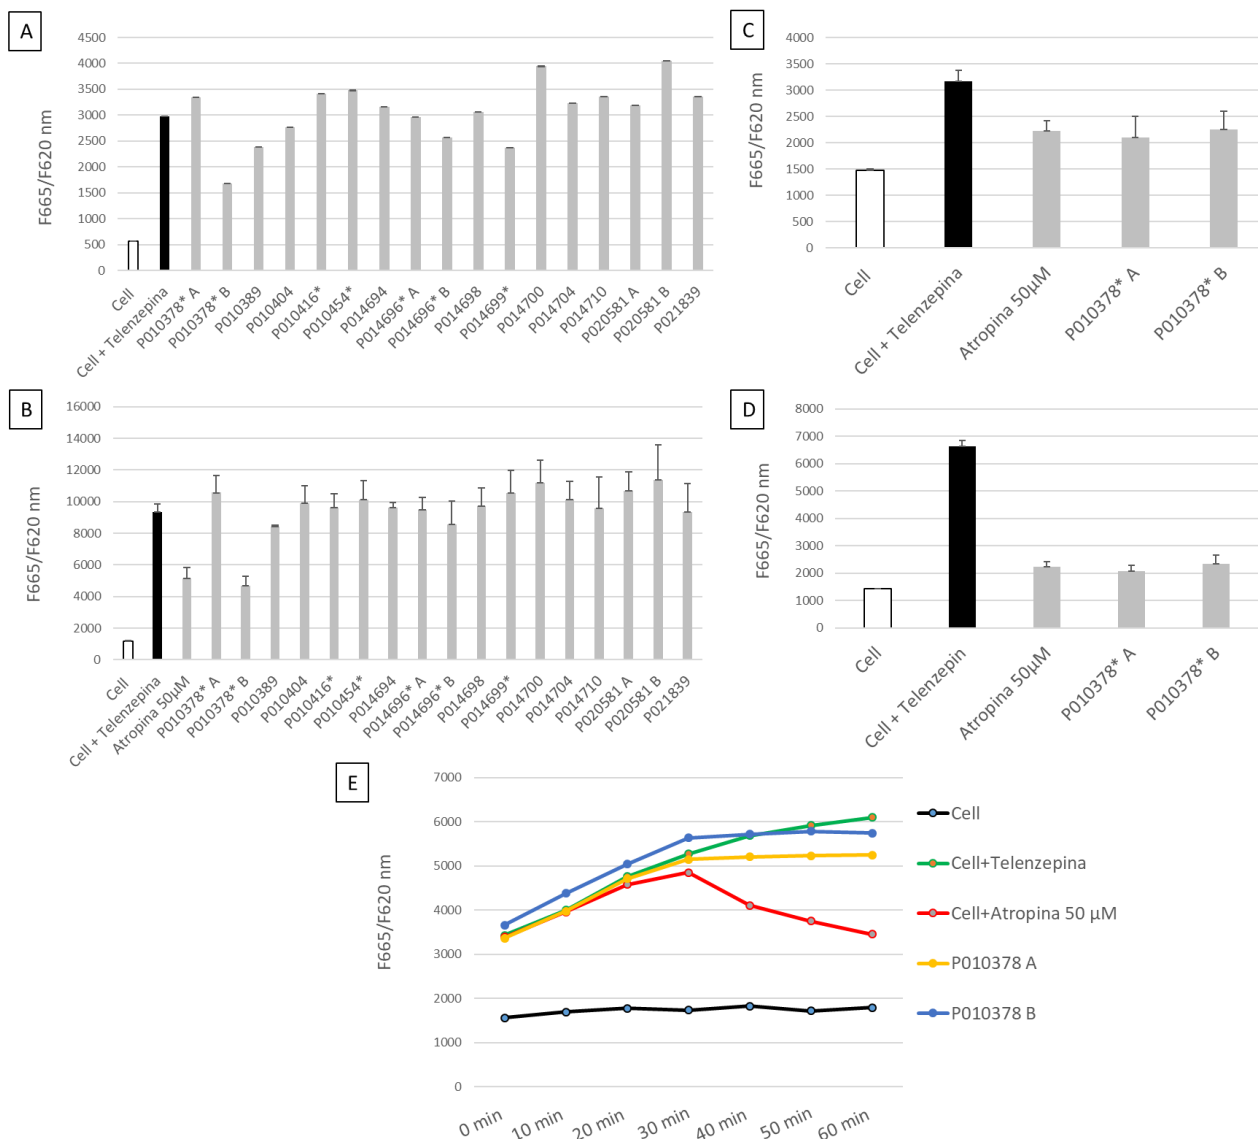 A
F665/F620 nm
4500
4000
3500
3000
2500
2000
1500
1000
500
0
Cell
Cell + Telenzepina
P010378* A
P010378* B
P010389
P010404
P010416*
P010454*
P014694
P014696* A
P014696* B
P014698
P014699*
P014700
P014704
P014710
P020581 A
P020581 B
P021839
C
F665/F620 nm
4000
3500
3000
2500
2000
1500
1000
500
0
Cell
Cell + Telenzepina
Atropina 50µM
P010378* A
P010378* B
B
F665/F620 nm
16000
14000
12000
10000
8000
6000
4000
2000
0
Cell
Cell + Telenzepina
Atropina 50µM
P010378* A
P010378* B
P010389
P010404
P010416*
P010454*
P014694
P014696* A
P014696* B
P014698
P014699*
P014700
P014704
P014710
P020581 A
P020581 B
P021839
D
F665/F620 nm
8000
7000
6000
5000
4000
3000
2000
1000
0
Cell
Cell + Telenzepin
Atropina 50µM
P010378* A
P010378* B
E
F665/F620 nm
7000
6000
5000
4000
3000
2000
1000
0
0 min
10 min
20 min
30 min
40 min
50 min
60 min
Cell
Cell+Telenzepina
Cell+Atropina 50 µM
P010378 A
P010378 B